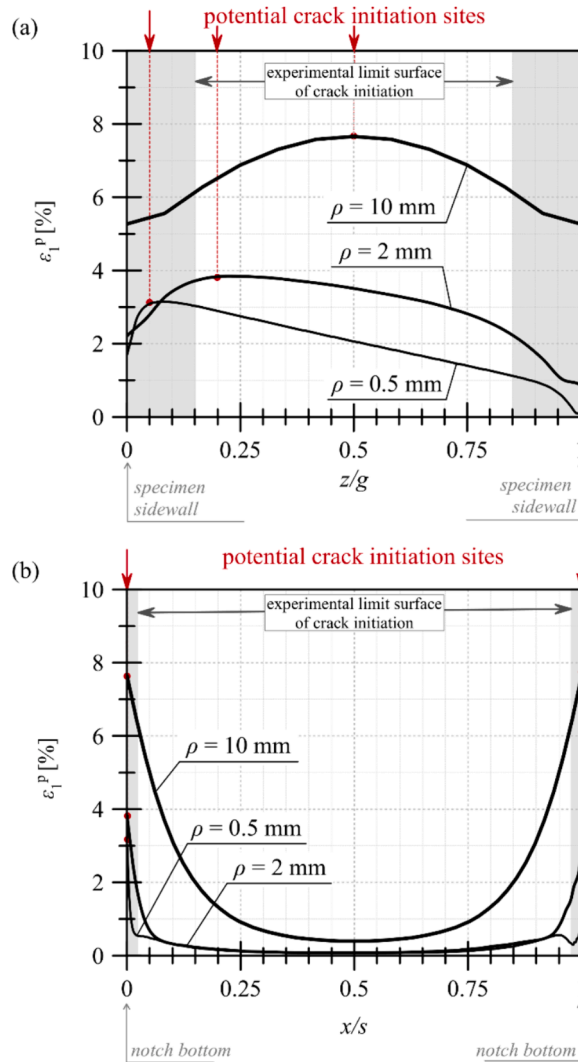 (a)
potential crack initiation sites
10
experimental limit surface
of crack initiation
8
6
ρ = 10 mm
ε₁ᵖ [%]
4
ρ = 2 mm
2
ρ = 0.5 mm
0
0 0.25 0.5 0.75
z/g
specimen
sidewall
specimen
sidewall
(b)
potential crack initiation sites
10
experimental limit surface
of crack initiation
8
6
ρ = 10 mm
ε₁ᵖ [%]
4
ρ = 0.5 mm
2
ρ = 2 mm
0
0 0.25 0.5 0.75
x/s
notch bottom
notch bottom